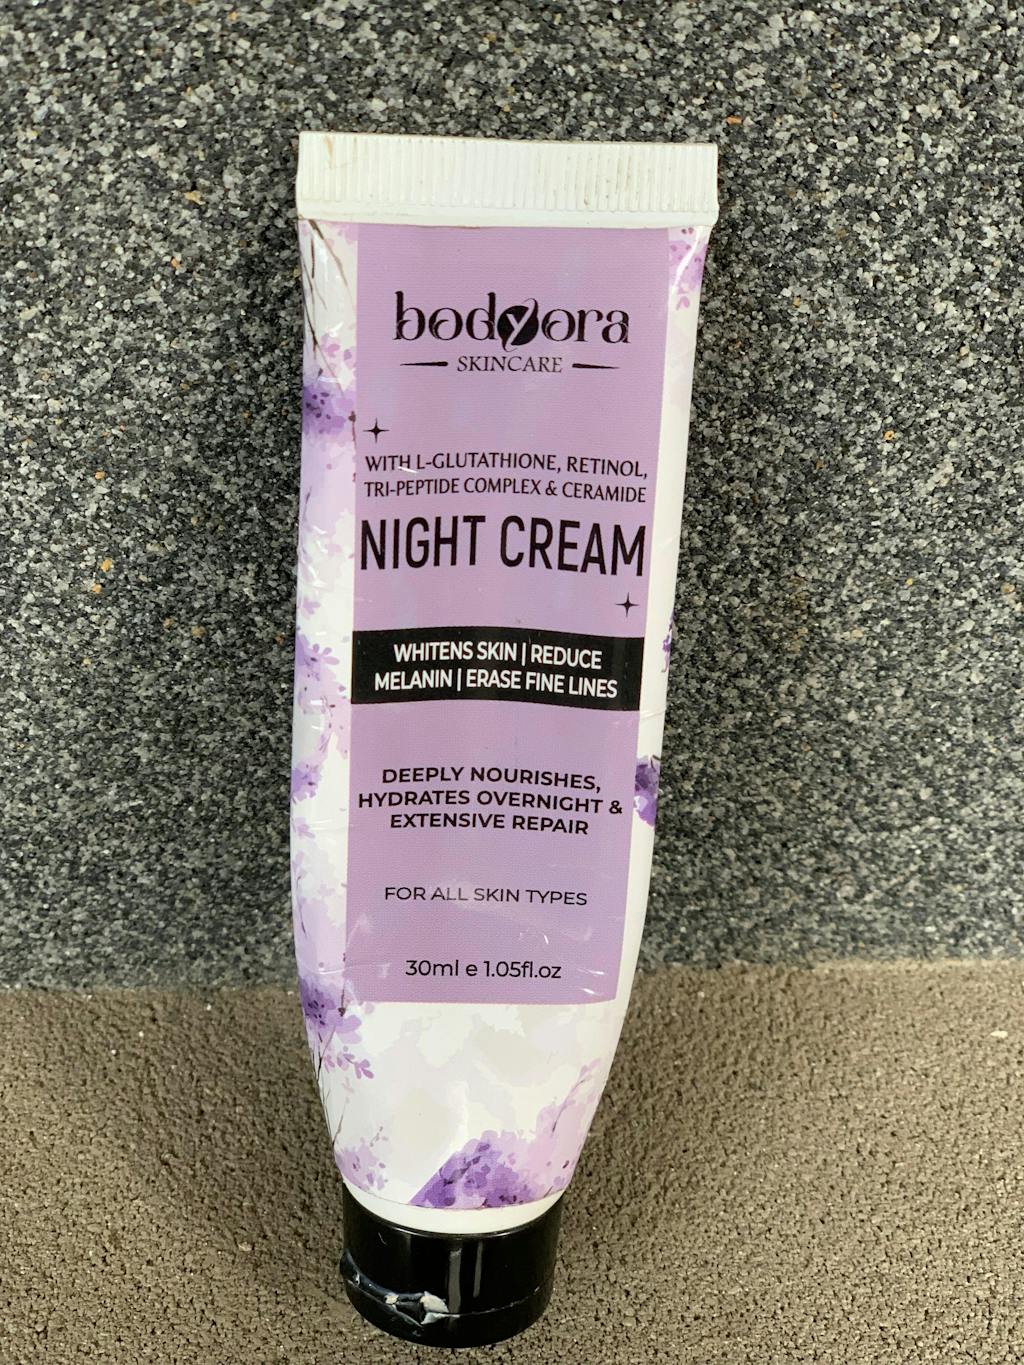 bodyora
SKINCARE
WITH L-GLUTATHIONE, RETINOL,
TRI-PEPTIDE COMPLEX & CERAMIDE
NIGHT CREAM
WHITENS SKIN | REDUCE
MELANIN | ERASE FINE LINES
DEEPLY NOURISHES,
HYDRATES OVERNIGHT &
EXTENSIVE REPAIR
FOR ALL SKIN TYPES
30ml e 1.05fl.oz